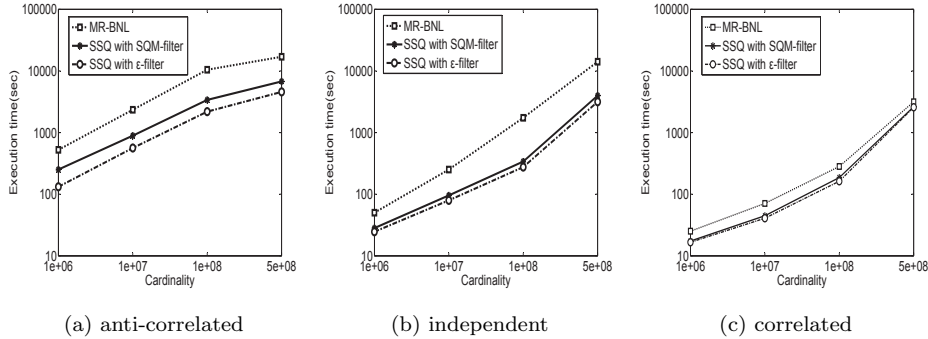 100000
10000
1000
100
10
Execution time(sec)
MR-BNL
SSQ with SQM-filter
SSQ with ε-filter
1e+06 1e+07 1e+08 5e+08
Cardinality
(a) anti-correlated
100000
10000
1000
100
10
Execution time(sec)
MR-BNL
SSQ with SQM-filter
SSQ with ε-filter
1e+06 1e+07 1e+08 5e+08
Cardinality
(b) independent
100000
10000
1000
100
10
Execution time(sec)
MR-BNL
SSQ with SQM-filter
SSQ with ε-filter
1e+06 1e+07 1e+08 5e+08
Cardinality
(c) correlated